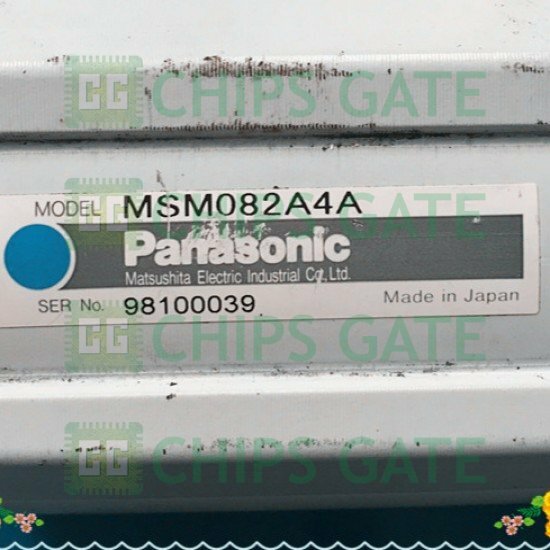 CHIPS GATE
MODEL MSM082A4A
CHIPS GATE
Panasonic
Matsushita Electric Industrial Co., Ltd.
SER No. 98100039
Made in Japan
CHIPS GATE
CHIPS GATE